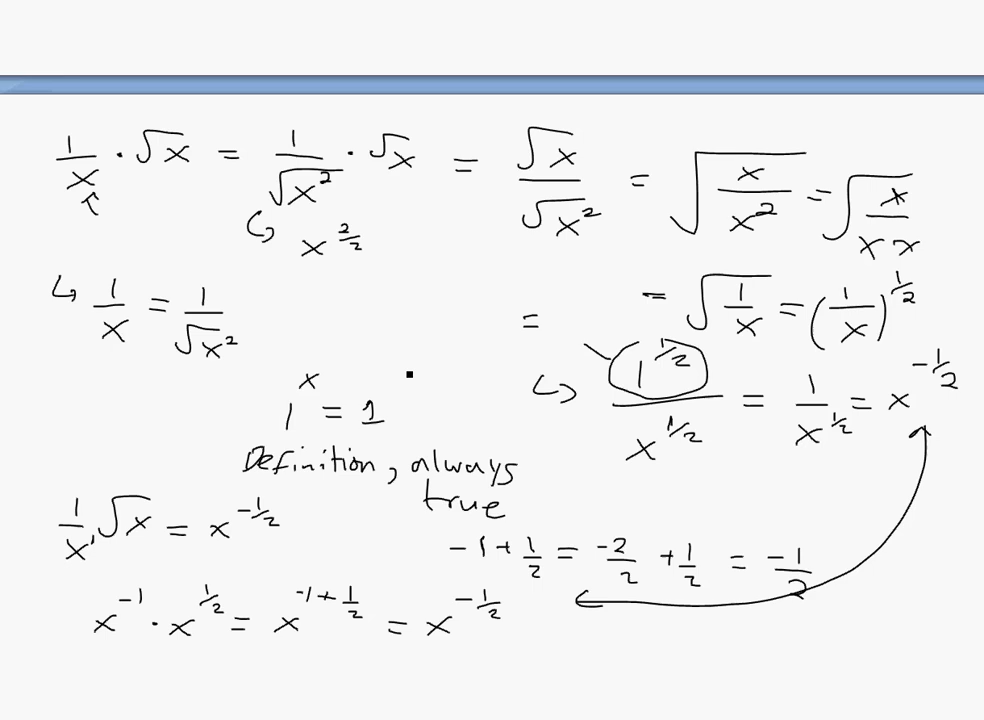 1/x · √x = 1/√x² · √x = √x/√x² = √(x/x²) = √(x/xx)
↳ x^(2/2)
↳ 1/x = 1/√x²
= = √(1/x) = (1/x)^(1/2)
↳ 1^(1/2)/x^(1/2) = 1/x^(1/2) = x^(-1/2)
1^x = 1
Definition, always
true
1/x · √x = x^(-1/2)
-1 + 1/2 = -2/2 + 1/2 = -1/2
x^(-1) · x^(1/2) = x^(-1 + 1/2) = x^(-1/2)